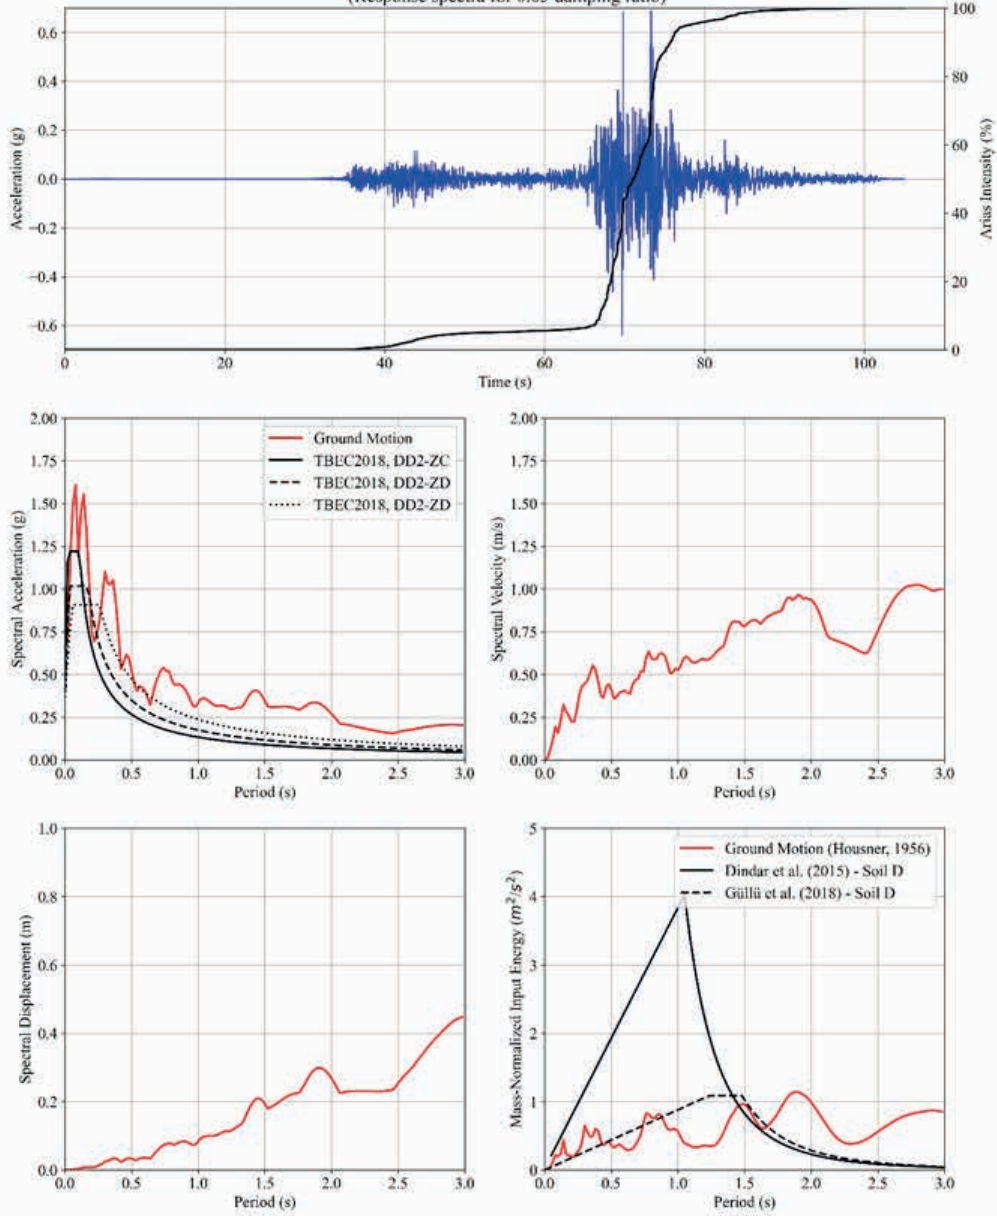 (Response spectra for 0.05 damping ratio)
0.6
0.4
0.2
0.0
−0.2
−0.4
−0.6
Acceleration (g)
100
80
60
40
20
0
Arias Intensity (%)
0 20 40 60 80 100
Time (s)
2.00
1.75
1.50
1.25
1.00
0.75
0.50
0.25
0.00
Spectral Acceleration (g)
Ground Motion
TBEC2018, DD2-ZC
TBEC2018, DD2-ZD
TBEC2018, DD2-ZD
0.0 0.5 1.0 1.5 2.0 2.5 3.0
Period (s)
2.00
1.75
1.50
1.25
1.00
0.75
0.50
0.25
0.00
Spectral Velocity (m/s)
0.0 0.5 1.0 1.5 2.0 2.5 3.0
Period (s)
1.0
0.8
0.6
0.4
0.2
0.0
Spectral Displacement (m)
0.0 0.5 1.0 1.5 2.0 2.5 3.0
Period (s)
5
4
3
2
1
0
Mass-Normalized Input Energy (m²/s²)
Ground Motion (Housner, 1956)
Dindar et al. (2015) - Soil D
Güllü et al. (2018) - Soil D
0.0 0.5 1.0 1.5 2.0 2.5 3.0
Period (s)